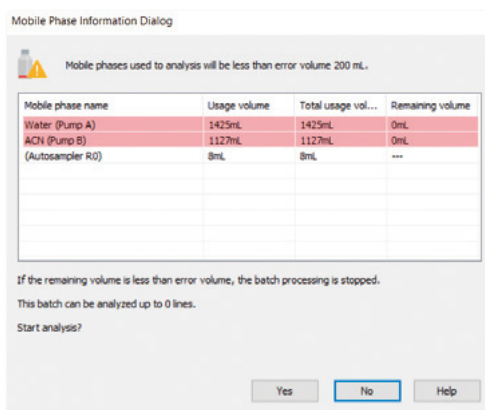 Mobile Phase Information Dialog
Mobile phases used to analysis will be less than error volume 200 mL.
Mobile phase name Usage volume Total usage vol... Remaining volume
Water (Pump A) 1425mL 1425mL 0mL
ACN (Pump B) 1127mL 1127mL 0mL
(Autosampler R0) 8mL 8mL ---
If the remaining volume is less than error volume, the batch processing is stopped.
This batch can be analyzed up to 0 lines.
Start analysis?
Yes No Help